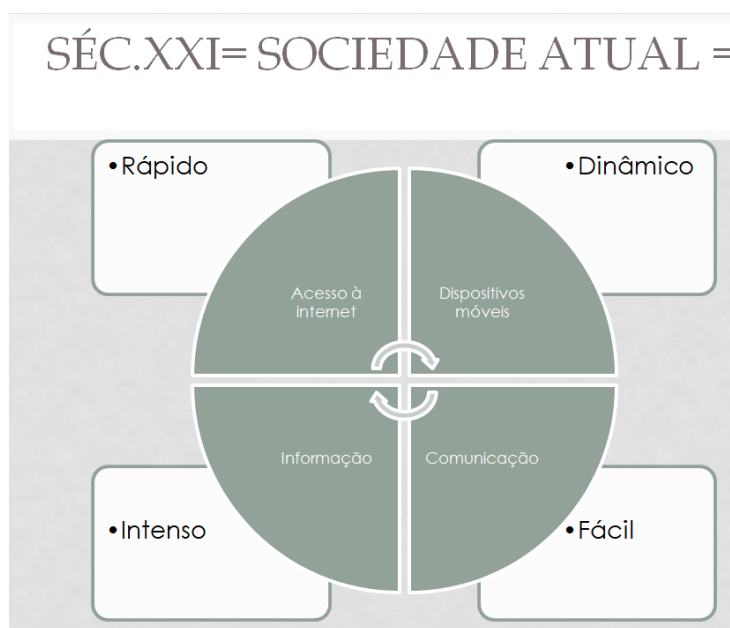 SÉC.XXI= SOCIEDADE ATUAL =
•Rápido
•Dinâmico
Acesso à
internet
Dispositivos
móveis
Informação
Comunicação
•Intenso
•Fácil